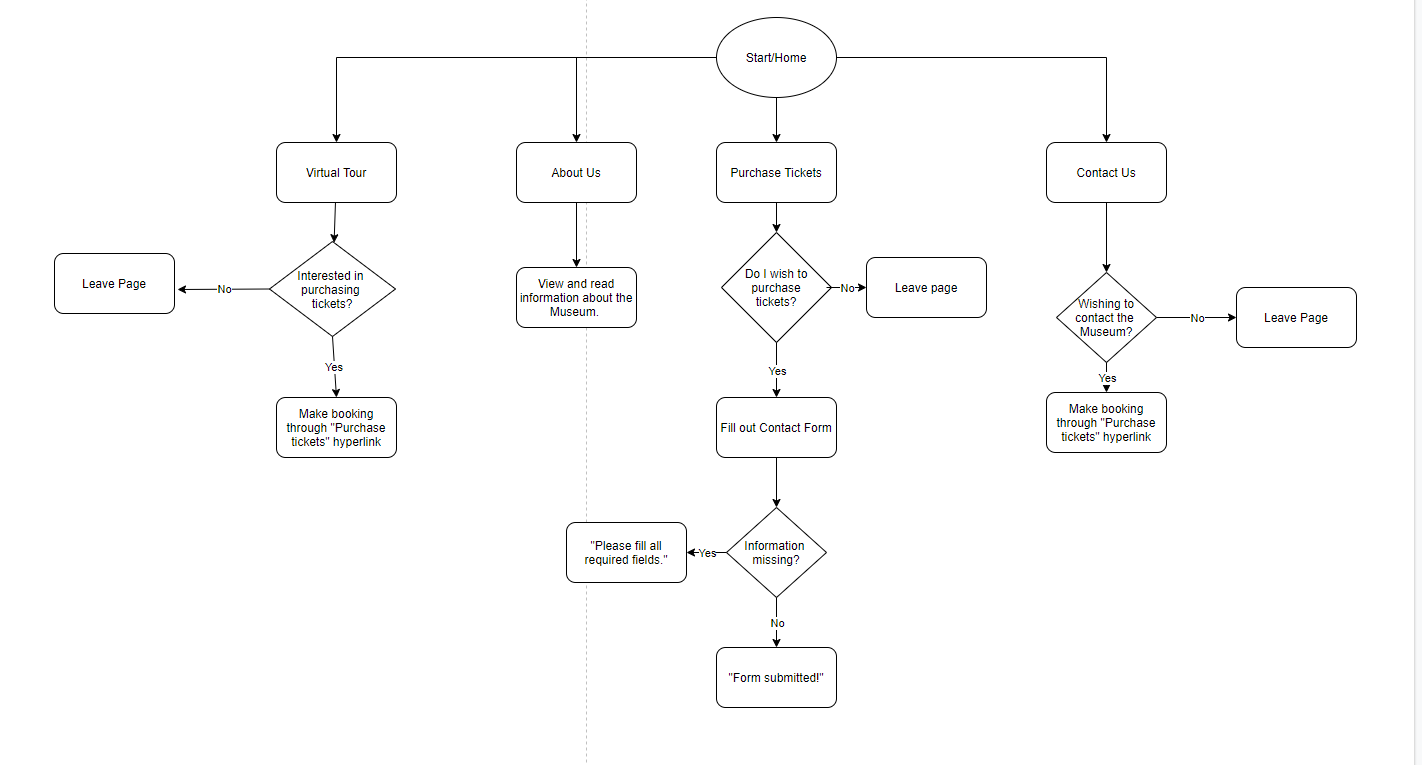 Start/Home
Virtual Tour
About Us
Purchase Tickets
Contact Us
Leave Page
No
Interested in
purchasing
tickets?
View and read
information about the
Museum.
Do I wish to
purchase
tickets?
No
Leave page
Wishing to
contact the
Museum?
No
Leave Page
Yes
Yes
Yes
Make booking
through "Purchase
tickets" hyperlink
Fill out Contact Form
Make booking
through "Purchase
tickets" hyperlink
"Please fill all
required fields."
Yes
Information
missing?
No
"Form submitted!"